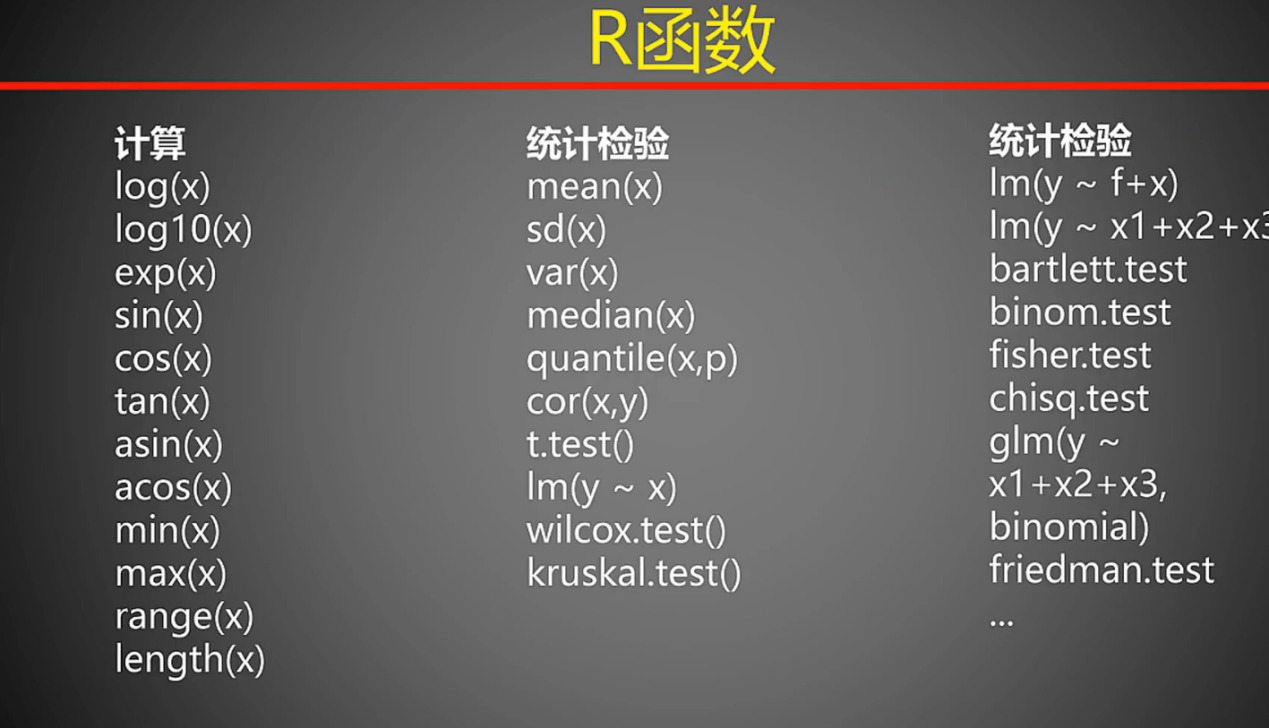 R函数
计算
log(x)
log10(x)
exp(x)
sin(x)
cos(x)
tan(x)
asin(x)
acos(x)
min(x)
max(x)
range(x)
length(x)
统计检验
mean(x)
sd(x)
var(x)
median(x)
quantile(x,p)
cor(x,y)
t.test()
lm(y ~ x)
wilcox.test()
kruskal.test()
统计检验
lm(y ~ f+x)
lm(y ~ x1+x2+x3
bartlett.test
binom.test
fisher.test
chisq.test
glm(y ~
x1+x2+x3,
binomial)
friedman.test
...